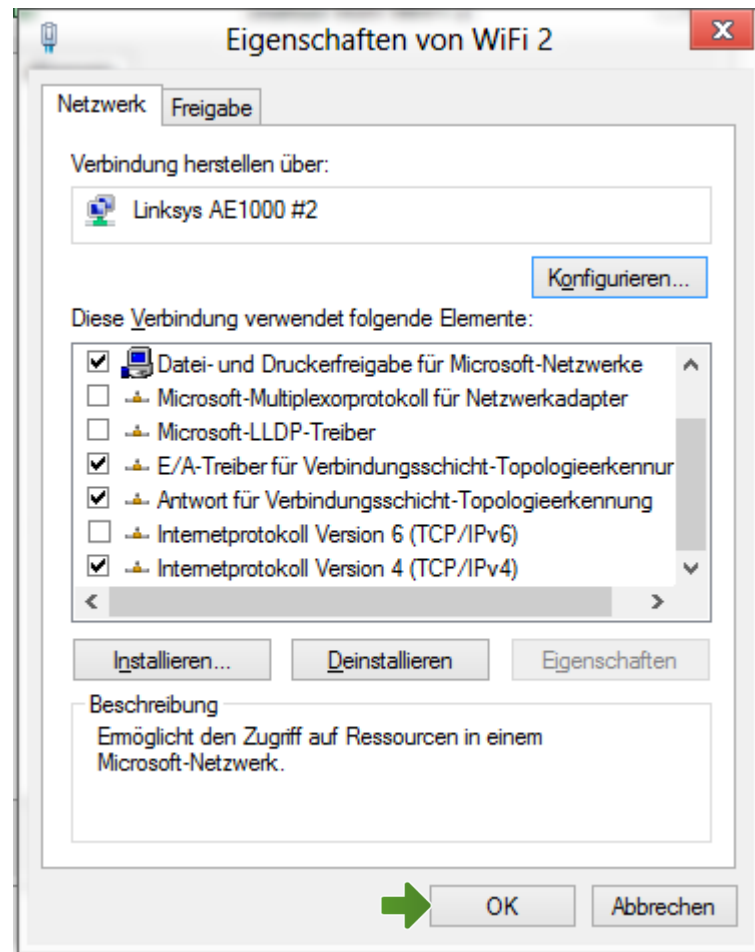 Eigenschaften von WiFi 2
Netzwerk
Freigabe
Verbindung herstellen über:
Linksys AE1000 #2
Konfigurieren...
Diese Verbindung verwendet folgende Elemente:
Datei- und Druckerfreigabe für Microsoft-Netzwerke
Microsoft-Multiplexorprotokoll für Netzwerkadapter
Microsoft-LLDP-Treiber
E/A-Treiber für Verbindungsschicht-Topologieerkennur
Antwort für Verbindungsschicht-Topologieerkennung
Internetprotokoll Version 6 (TCP/IPv6)
Internetprotokoll Version 4 (TCP/IPv4)
Installieren...
Deinstallieren
Eigenschaften
Beschreibung
Ermöglicht den Zugriff auf Ressourcen in einem
Microsoft-Netzwerk.
OK
Abbrechen